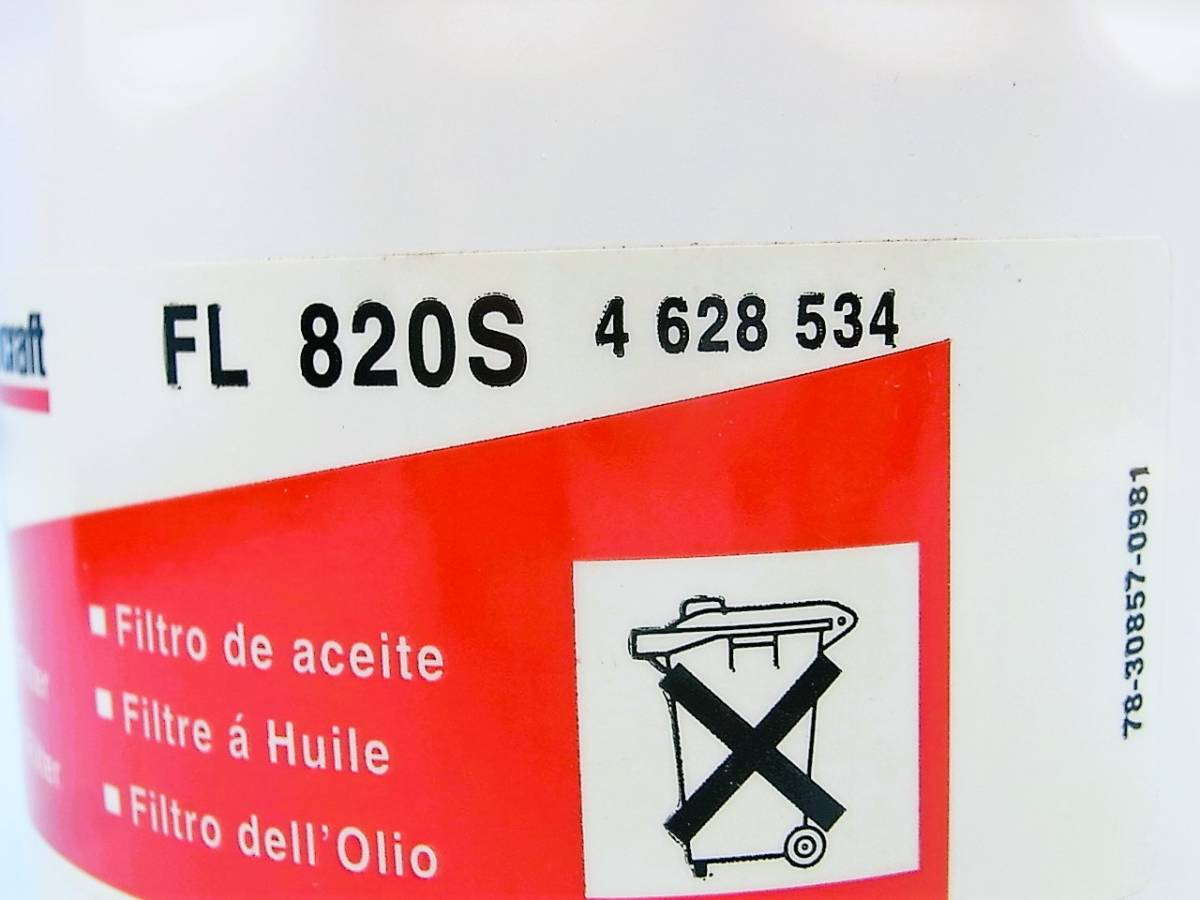 craft
FL 820S 4 628 534
Filtro de aceite
Filtre á Huile
Filtro dell'Olio
78-30857-0981